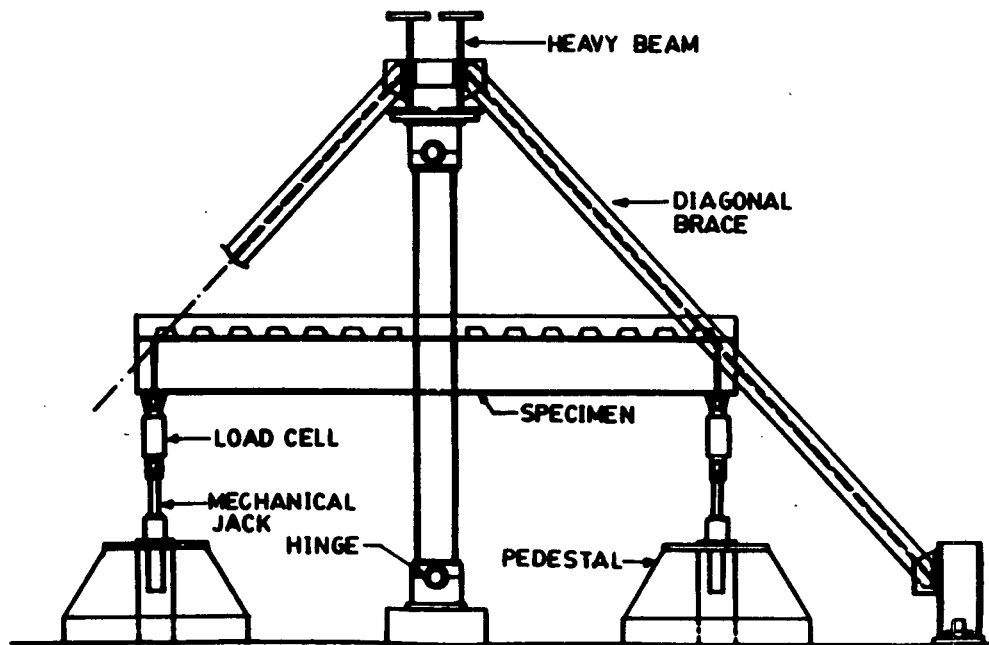 HEAVY BEAM
DIAGONAL
BRACE
SPECIMEN
LOAD CELL
MECHANICAL
JACK
HINGE
PEDESTAL